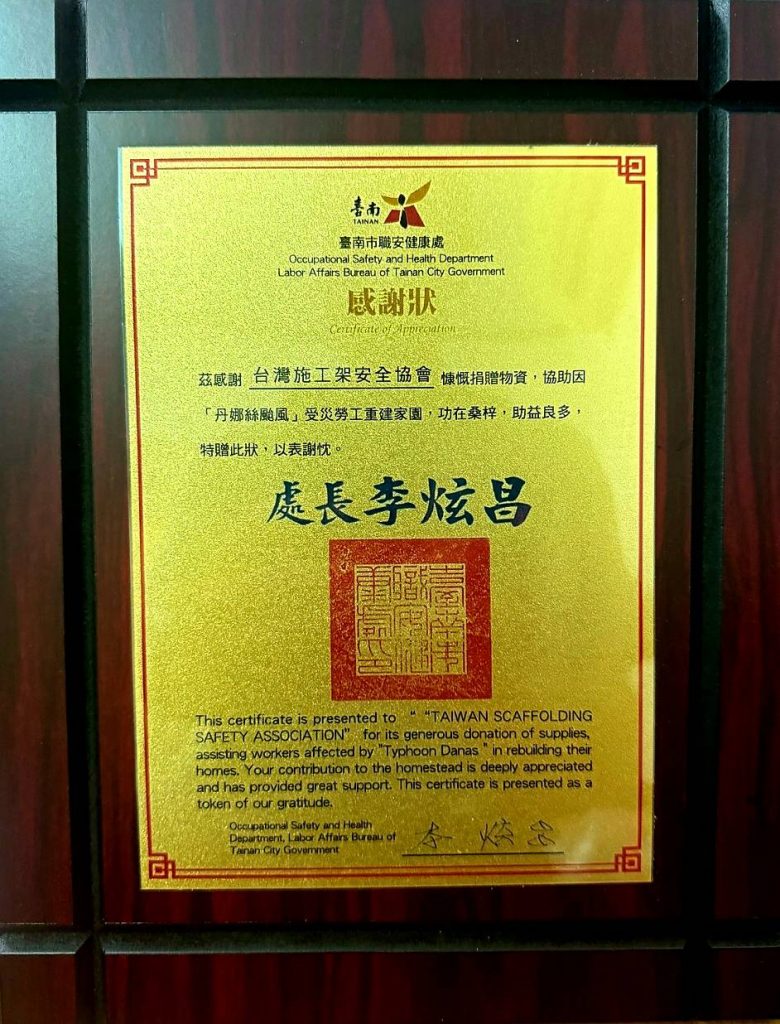 臺南
TAINAN
臺南市職安健康處
Occupational Safety and Health Department
Labor Affairs Bureau of Tainan City Government
感謝狀
Certificate of Appreciation
茲感謝 台灣施工架安全協會 慷慨捐贈物資，協助因
「丹娜絲颱風」受災勞工重建家園，功在桑梓，助益良多，
特贈此狀，以表謝忱。
處長李炫昌
This certificate is presented to “ “TAIWAN SCAFFOLDING
SAFETY ASSOCIATION” for its generous donation of supplies,
assisting workers affected by "Typhoon Danas " in rebuilding their
homes. Your contribution to the homestead is deeply appreciated
and has provided great support. This certificate is presented as a
token of our gratitude.
Occupational Safety and Health
Department, Labor Affairs Bureau of
Tainan City Government
李炫昌